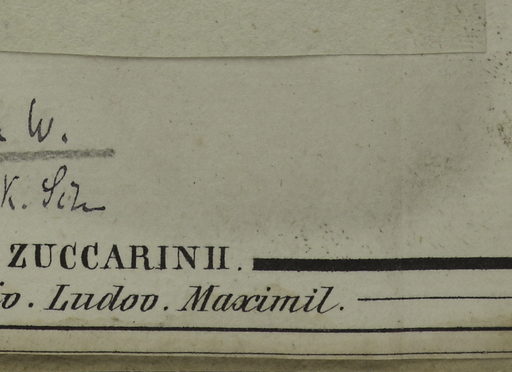 W.
K. Sch
ZUCCARINII.
Ludov. Maximil.